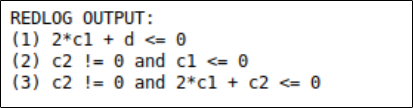 REDLOG OUTPUT:
(1) 2*c1 + d <= 0
(2) c2 != 0 and c1 <= 0
(3) c2 != 0 and 2*c1 + c2 <= 0